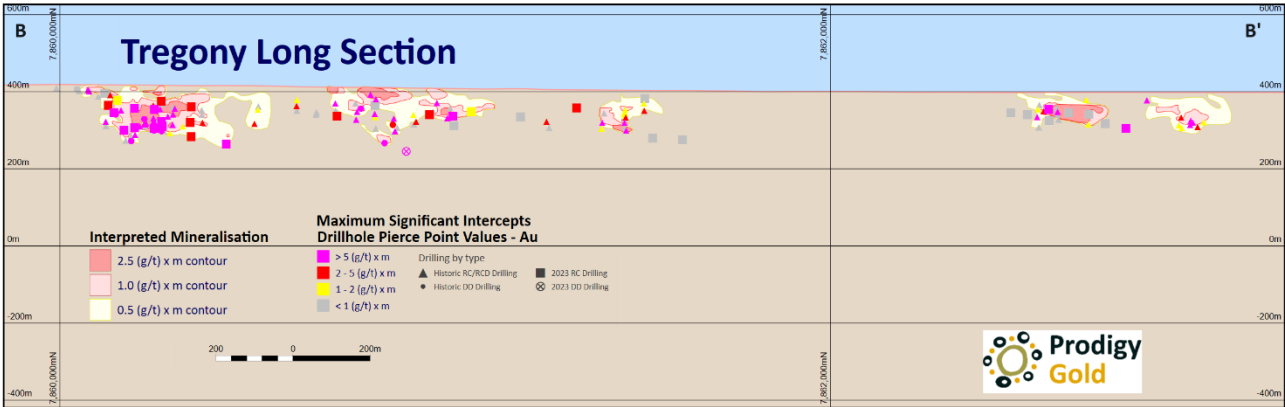 600m
600m
B
7,860,000mN
7,862,000mN
B'
Tregony Long Section
400m
400m
200m
200m
Maximum Significant Intercepts
Interpreted Mineralisation
Drillhole Pierce Point Values - Au
0m
0m
2.5 (g/t) x m contour
> 5 (g/t) x m
Drilling by type
2 - 5 (g/t) x m
Historic RC/RCD Drilling
2023 RC Drilling
1.0 (g/t) x m contour
1 - 2 (g/t) x m
Historic DD Drilling
2023 DD Drilling
0.5 (g/t) x m contour
< 1 (g/t) x m
-200m
-200m
200 0 200m
Prodigy
Gold
7,860,000mN
7,862,000mN
-400m
-400m